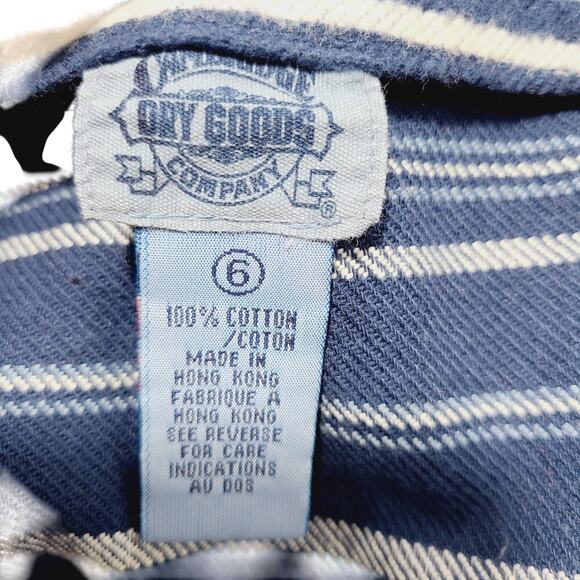 DRY GOODS
COMPANY
®
6
100% COTTON
/COTON
MADE IN
HONG KONG
FABRIQUE A
HONG KONG
SEE REVERSE
FOR CARE
INDICATIONS
AU DOS